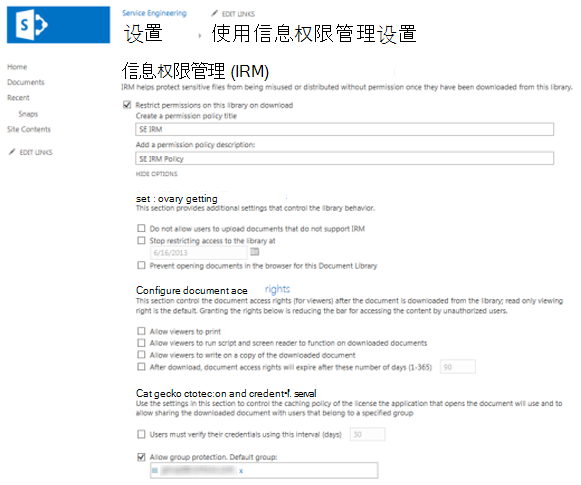 Service Engineering EDIT LINKS
设置 › 使用信息权限管理设置
Home
Documents
Recent
Snaps
Site Contents
EDIT LINKS
信息权限管理 (IRM)
IRM helps protect sensitive files from being misused or distributed without permission once they have been downloaded from this library.
Restrict permissions on this library on download
Create a permission policy title
SE IRM
Add a permission policy description:
SE IRM Policy
HIDE OPTIONS
set : ovary getting
This section provides additional settings that control the library behavior.
Do not allow users to upload documents that do not support IRM
Stop restricting access to the library at
6/16/2013
Prevent opening documents in the browser for this Document Library
Configure document ace rights
This section control the document access rights (for viewers) after the document is downloaded from the library; read only viewing
right is the default. Granting the rights below is reducing the bar for accessing the content by unauthorized users.
Allow viewers to print
Allow viewers to run script and screen reader to function on downloaded documents
Allow viewers to write on a copy of the downloaded document
After download, document access rights will expire after these number of days (1-365) 90
Cat gecko ctotec:on and credent•f. serval
Use the settings in this section to control the caching policy of the license the application that opens the document will use and to
allow sharing the downloaded document with users that belong to a specified group
Users must verify their credentials using this interval (days) 30
Allow group protection. Default group:
x